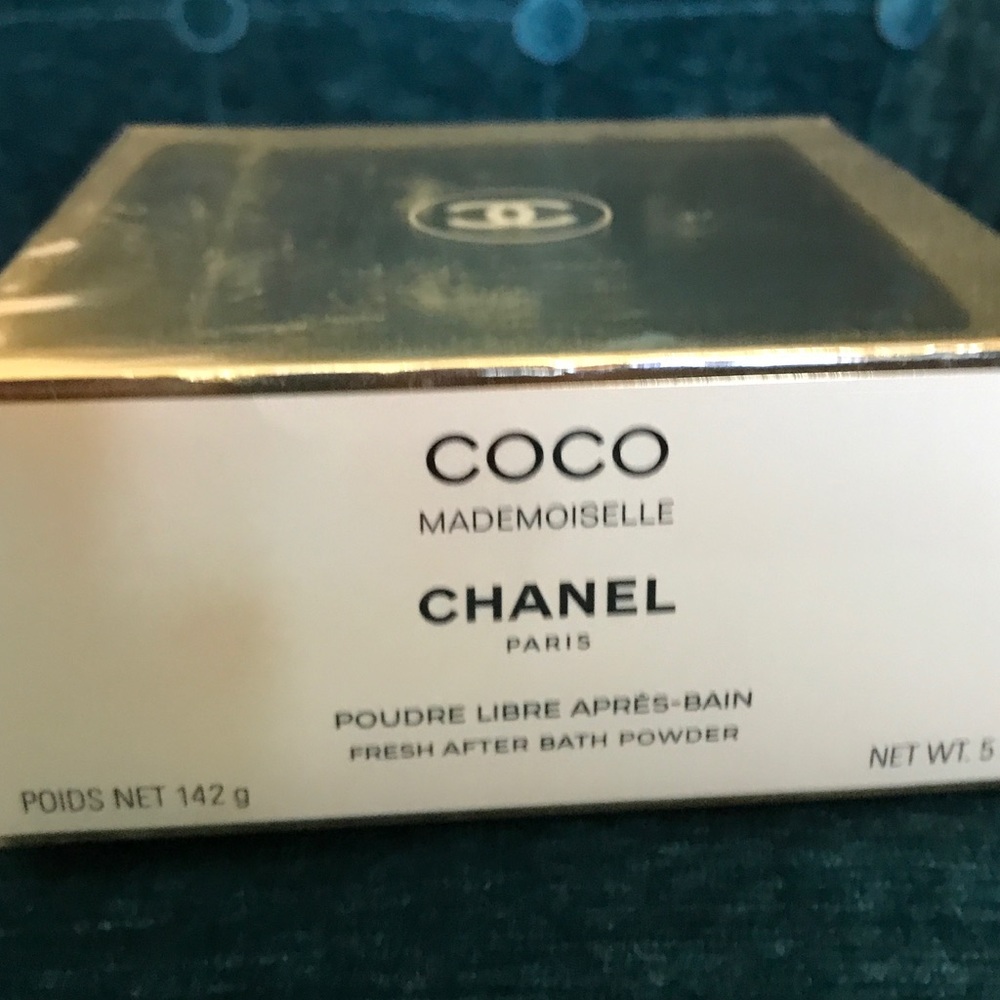 COCO
MADEMOISELLE
CHANEL
PARIS
POUDRE LIBRE APRÈS-BAIN
FRESH AFTER BATH POWDER
POIDS NET 142 g
NET WT. 5